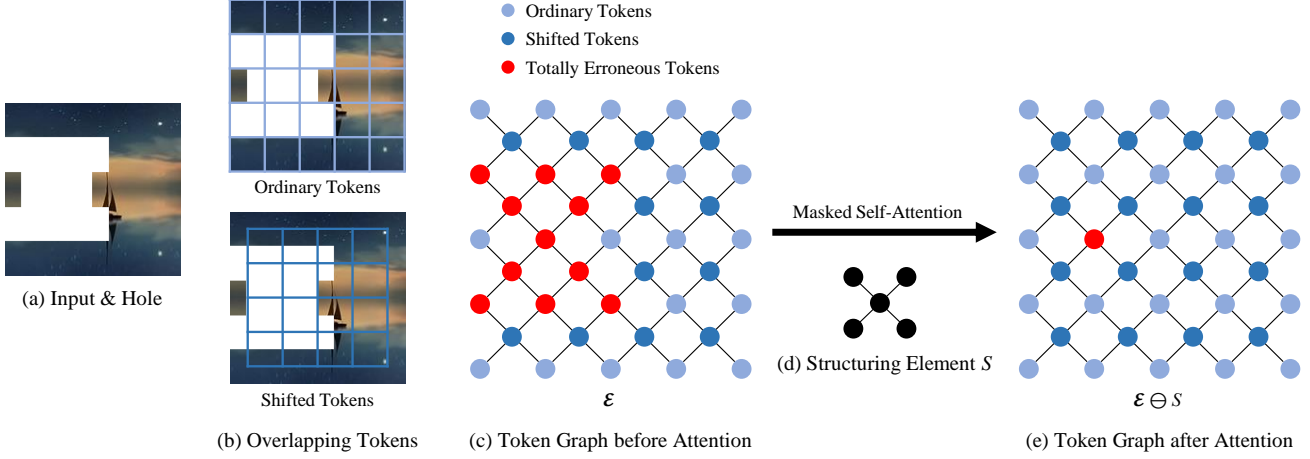 Ordinary Tokens
Shifted Tokens
Totally Erroneous Tokens
Ordinary Tokens
Shifted Tokens
(a) Input & Hole
(b) Overlapping Tokens
ℰ
(c) Token Graph before Attention
Masked Self-Attention
(d) Structuring Element S
ℰ ⊖ S
(e) Token Graph after Attention